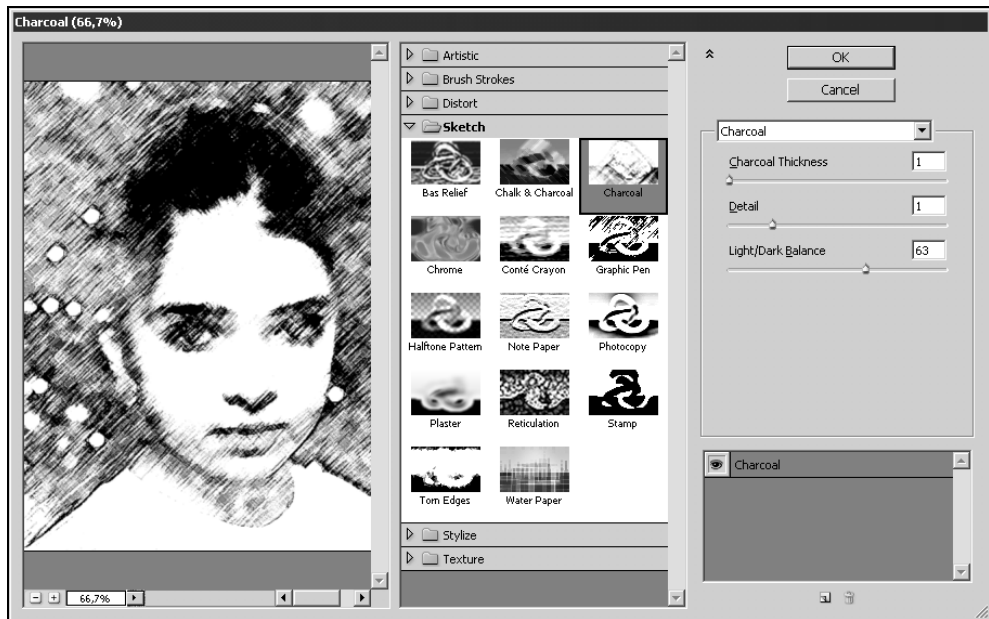 Charcoal (66,7%)
Artistic
Brush Strokes
Distort
Sketch
Bas Relief
Chalk & Charcoal
Charcoal
Chrome
Conté Crayon
Graphic Pen
Halftone Pattern
Note Paper
Photocopy
Plaster
Reticulation
Stamp
Torn Edges
Water Paper
Stylize
Texture
66,7%
OK
Cancel
Charcoal
Charcoal Thickness 1
Detail 1
Light/Dark Balance 63
Charcoal